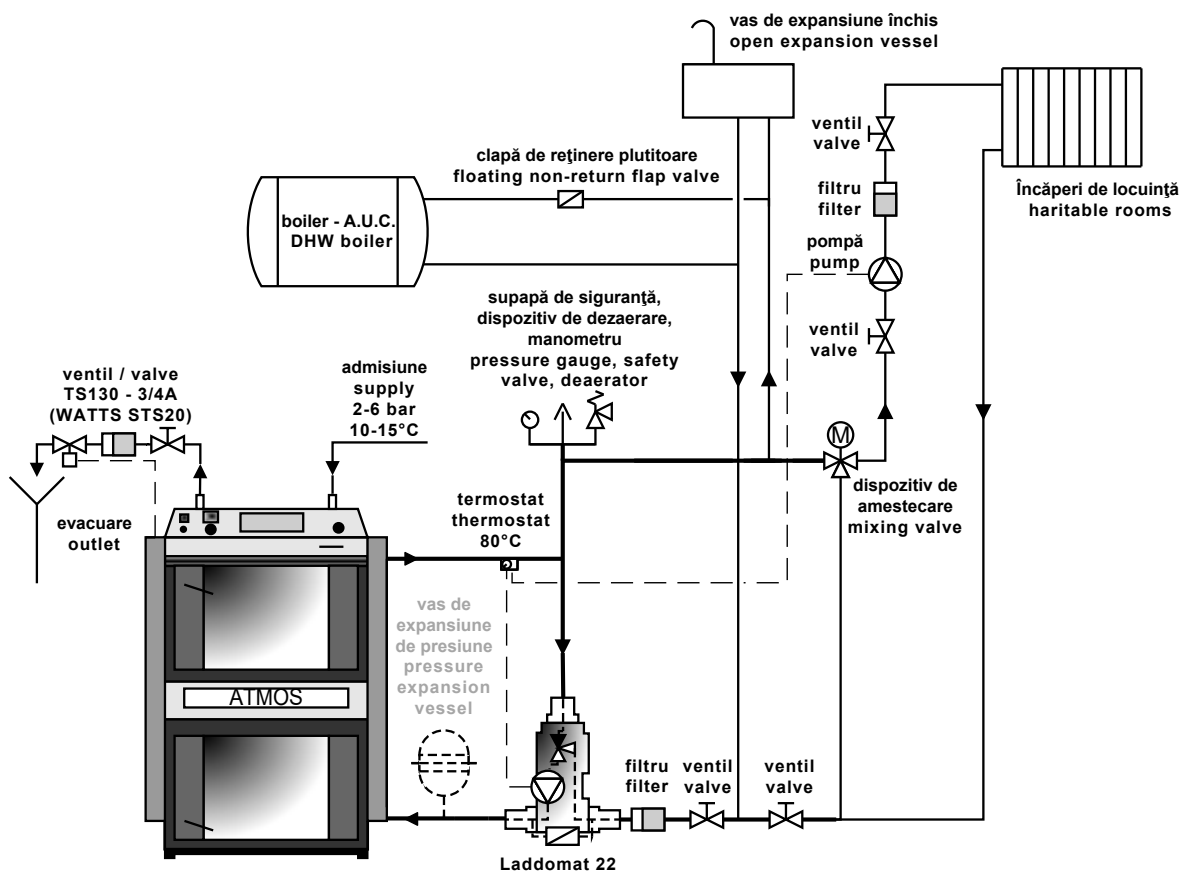 vas de expansiune închis
open expansion vessel
ventil
valve
clapă de reţinere plutitoare
floating non-return flap valve
filtru
filter
Încăperi de locuinţă
haritable rooms
boiler - A.U.C.
DHW boiler
pompă
pump
supapă de siguranţă,
dispozitiv de dezaerare,
manometru
pressure gauge, safety
valve, deaerator
ventil
valve
ventil / valve
TS130 - 3/4A
(WATTS STS20)
admisiune
supply
2-6 bar
10-15°C
M
dispozitiv de
amestecare
mixing valve
termostat
thermostat
80°C
evacuare
outlet
vas de
expansiune
de presiune
pressure
expansion
vessel
ATMOS
filtru
filter
ventil
valve
ventil
valve
Laddomat 22